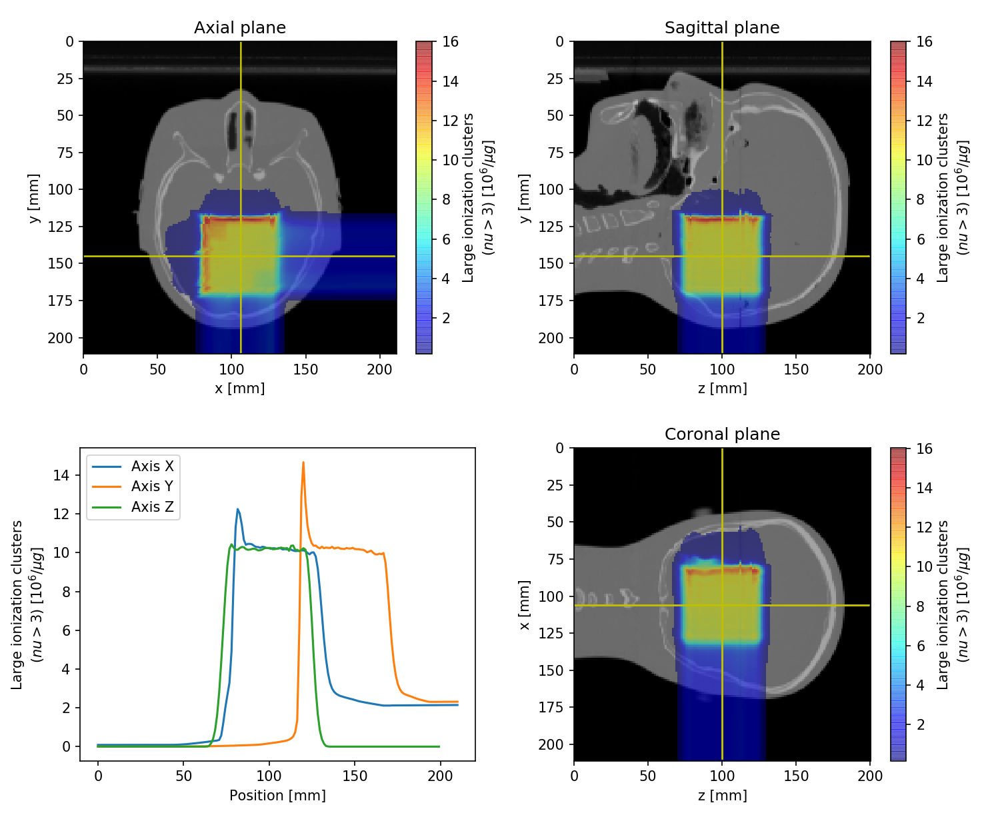 Axial plane
0
25
50
75
100
125
150
175
200
y [mm]
0 50 100 150 200
x [mm]
16
14
12
10
8
6
4
2
Large ionization clusters
(nu > 3) [10⁶/μg]
Sagittal plane
0
25
50
75
100
125
150
175
200
y [mm]
0 50 100 150 200
z [mm]
16
14
12
10
8
6
4
2
Large ionization clusters
(nu > 3) [10⁶/μg]
Axis X
Axis Y
Axis Z
14
12
10
8
6
4
2
0
Large ionization clusters
(nu > 3) [10⁶/μg]
0 50 100 150 200
Position [mm]
Coronal plane
0
25
50
75
100
125
150
175
200
x [mm]
0 50 100 150 200
z [mm]
16
14
12
10
8
6
4
2
Large ionization clusters
(nu > 3) [10⁶/μg]